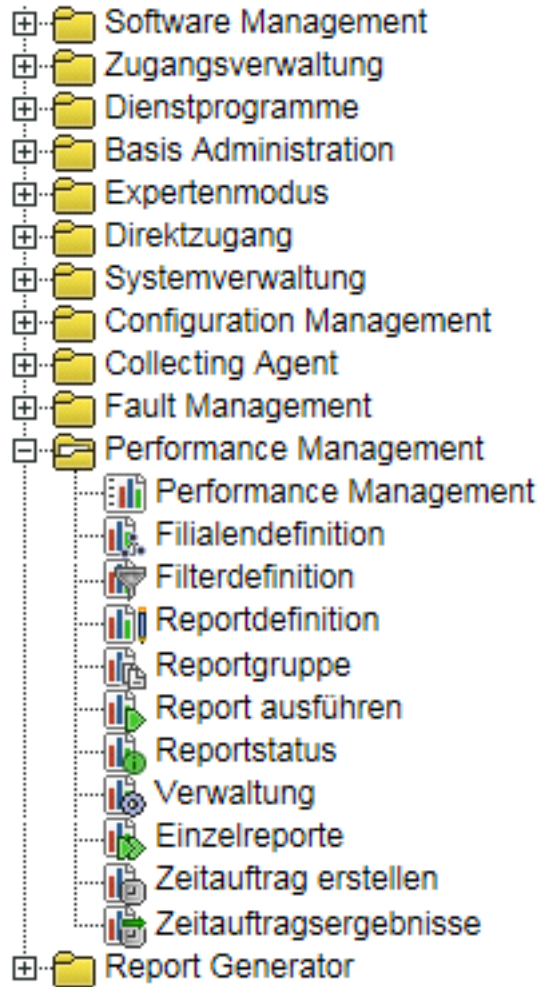 Software Management
Zugangsverwaltung
Dienstprogramme
Basis Administration
Expertenmodus
Direktzugang
Systemverwaltung
Configuration Management
Collecting Agent
Fault Management
Performance Management
Performance Management
Filialendefinition
Filterdefinition
Reportdefinition
Reportgruppe
Report ausführen
Reportstatus
Verwaltung
Einzelreporte
Zeitauftrag erstellen
Zeitauftragsergebnisse
Report Generator